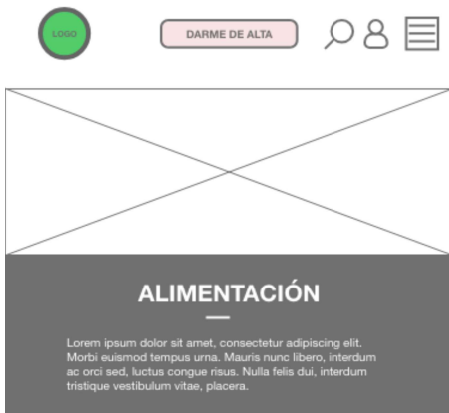 LOGO
DARME DE ALTA
ALIMENTACIÓN
Lorem ipsum dolor sit amet, consectetur adipiscing elit.
Morbi euismod tempus urna. Mauris nunc libero, interdum
ac orci sed, luctus congue risus. Nulla felis dui, interdum
tristique vestibulum vitae, placera.